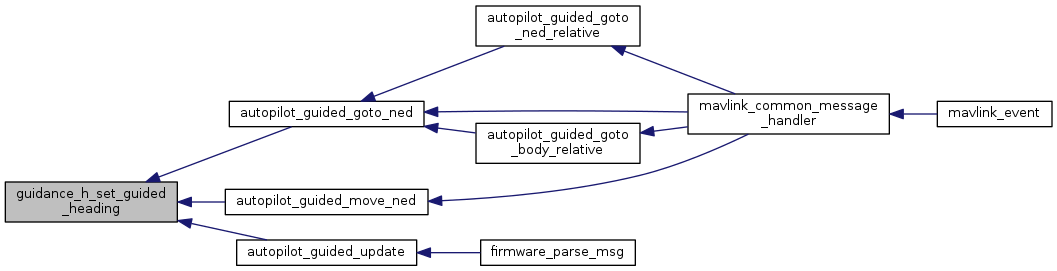 autopilot_guided_goto
_ned_relative
autopilot_guided_goto_ned
mavlink_common_message
_handler
mavlink_event
autopilot_guided_goto
_body_relative
guidance_h_set_guided
_heading
autopilot_guided_move_ned
autopilot_guided_update
firmware_parse_msg